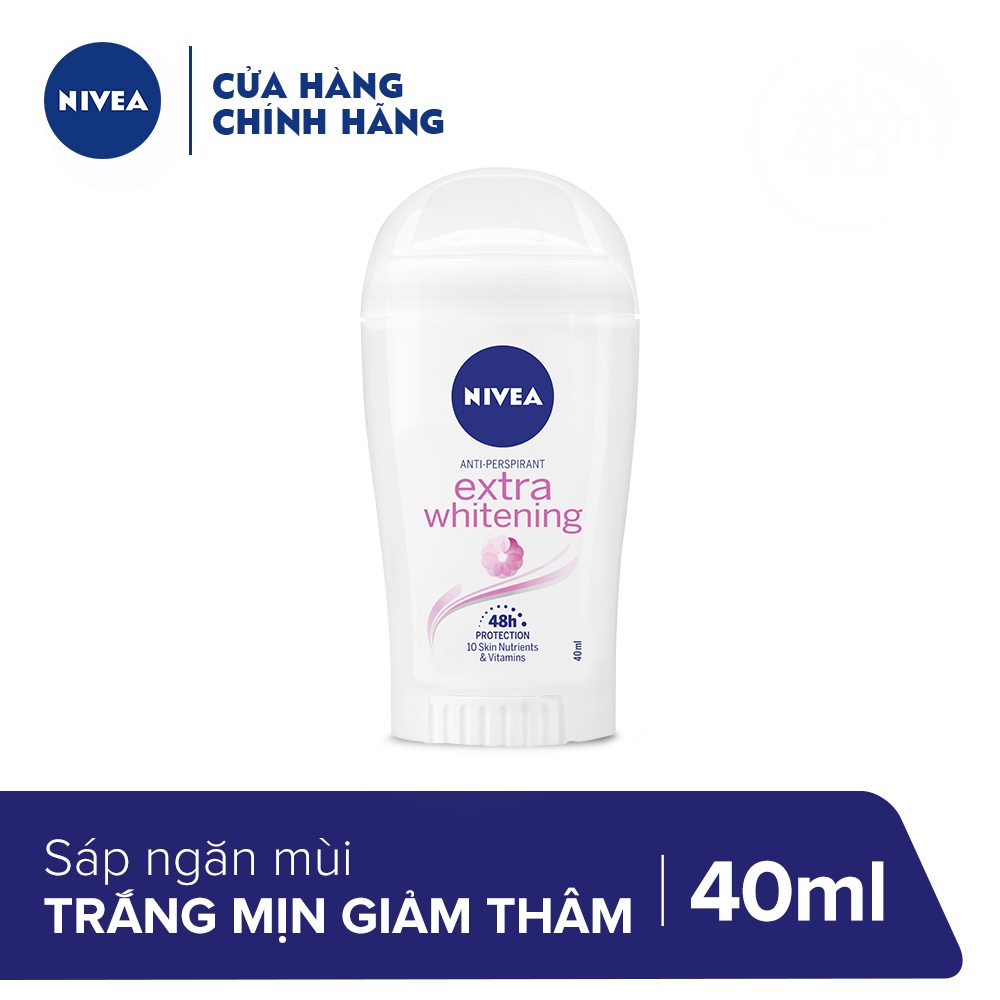 NIVEA
CỬA HÀNG
CHÍNH HÃNG
48h
NIVEA
ANTI-PERSPIRANT
extra
whitening
48h
PROTECTION
10 Skin Nutrients
& Vitamins
40ml
Sáp ngăn mùi
TRẮNG MỊN GIẢM THÂM
40ml